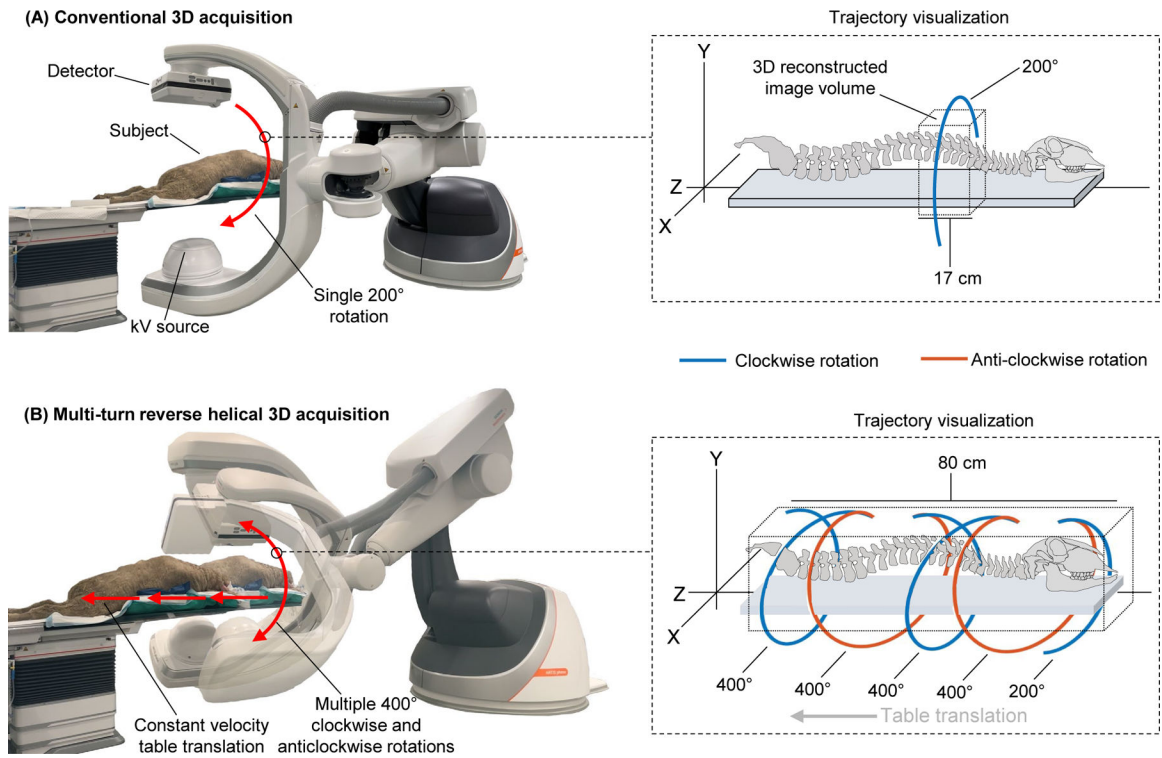 (A) Conventional 3D acquisition
Detector
Subject
kV source
Single 200°
rotation
Trajectory visualization
Y
3D reconstructed
image volume
200°
Z
X
17 cm
Clockwise rotation
Anti-clockwise rotation
(B) Multi-turn reverse helical 3D acquisition
Constant velocity
table translation
Multiple 400°
clockwise and
anticlockwise rotations
Trajectory visualization
Y
80 cm
Z
X
400°
400°
400°
400°
200°
Table translation